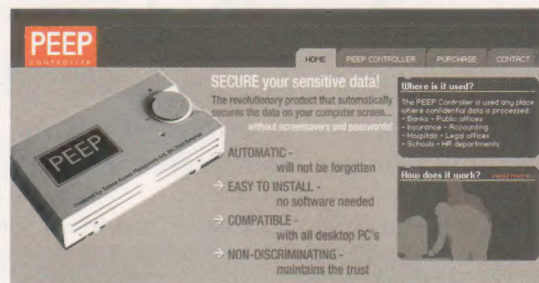 PEEP
CONTROLLER
HOME
PEEP CONTROLLER
PURCHASE
CONTACT
SECURE your sensitive data!
The revolutionary product that automatically
secures the data on your computer screen...
without screensavers and passwords!
→ AUTOMATIC -
will not be forgotten
→ EASY TO INSTALL -
no software needed
→ COMPATIBLE -
with all desktop PC's
→ NON-DISCRIMINATING -
maintains the trust
PEEP
Where is it used?
The PEEP Controller is used any place
where confidential data is processed:
- Banks - Public offices
- Insurance - Accounting
- Hospitals - Legal offices
- Schools - HR departments
How does it work? read more